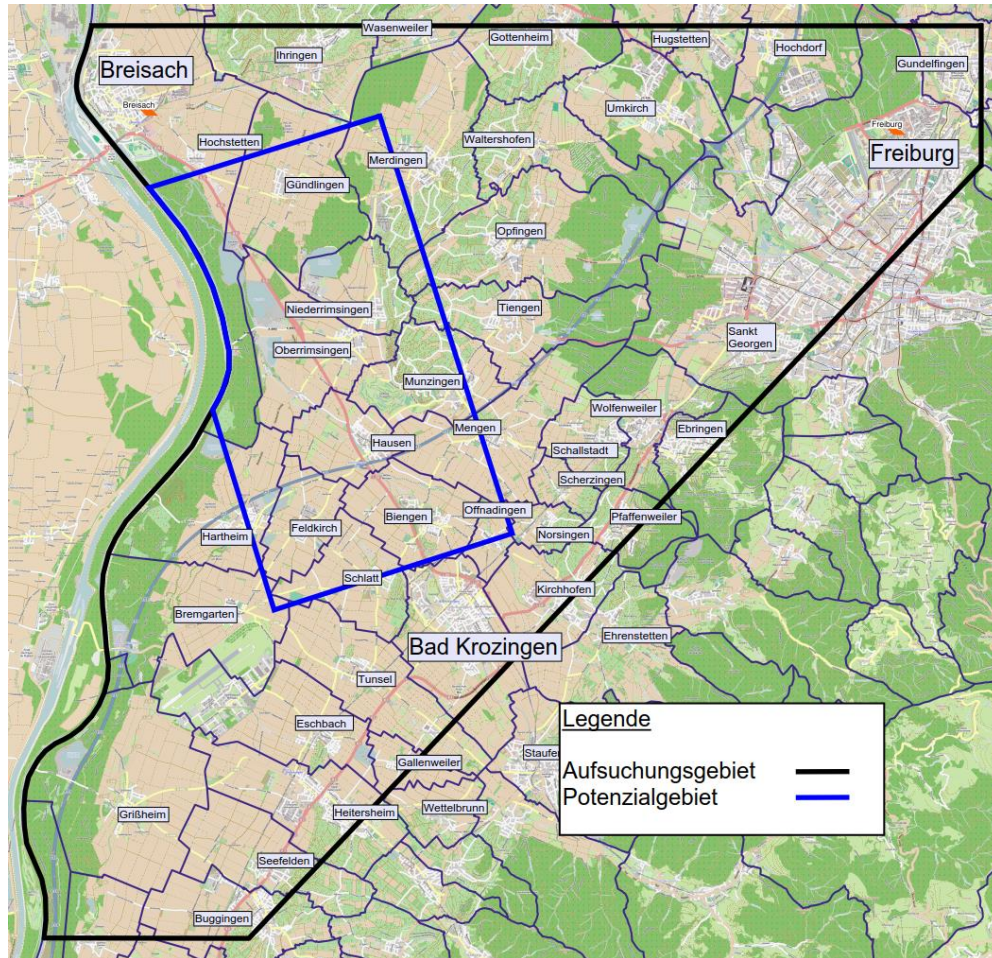 Wasenweiler
Gottenheim
Hugstetten
Hochdorf
Ihringen
Gundelfingen
Breisach
Breisach
Umkirch
Freiburg
Hochstetten
Waltershofen
Freiburg
Merdingen
Gündlingen
Opfingen
Niederrimsingen
Tiengen
Sankt
Georgen
Oberrimsingen
Munzingen
Wolfenweiler
Mengen
Ebringen
Hausen
Schallstadt
Scherzingen
Offnadingen
Biengen
Pfaffenweiler
Feldkirch
Hartheim
Norsingen
Schlatt
Kirchhofen
Bremgarten
Ehrenstetten
Bad Krozingen
Tunsel
Eschbach
Staufen
Gallenweiler
Legende
Aufsuchungsgebiet
Potenzialgebiet
Grißheim
Heitersheim
Wettelbrunn
Seefelden
Buggingen